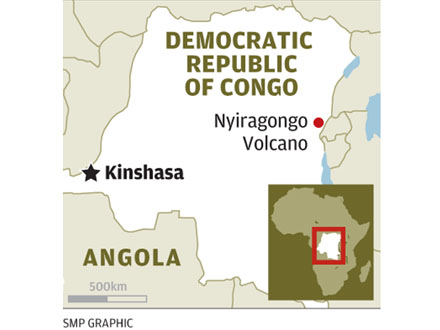 DEMOCRATIC
REPUBLIC
OF CONGO
Nyiragongo
Volcano
Kinshasa
ANGOLA
500km
SMP GRAPHIC